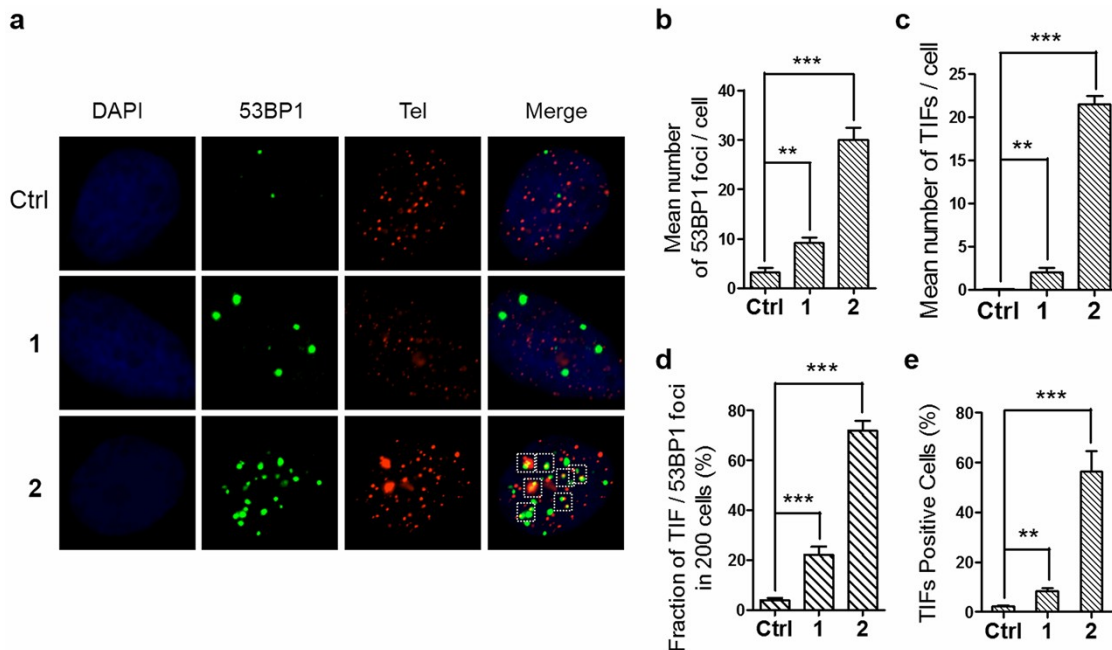 a
DAPI 53BP1 Tel Merge
Ctrl
1
2
b
Mean number
of 53BP1 foci / cell
40
30
20
10
0
***
**
Ctrl 1 2
c
Mean number of TIFs / cell
25
20
15
10
5
0
***
**
Ctrl 1 2
d
Fraction of TIF / 53BP1 foci
in 200 cells (%)
80
60
40
20
0
***
***
Ctrl 1 2
e
TIFs Positive Cells (%)
80
60
40
20
0
***
**
Ctrl 1 2